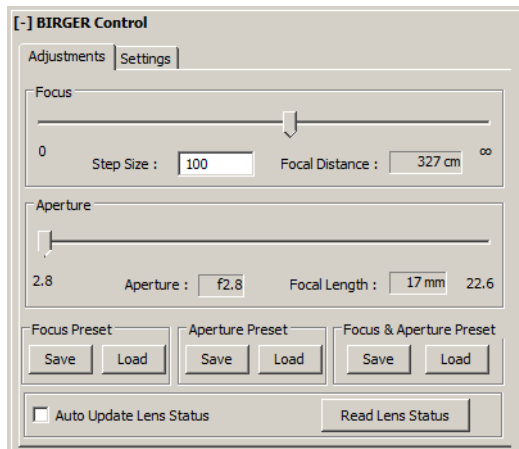 [-] BIRGER Control
Adjustments Settings
Focus
0 ∞
Step Size : 100 Focal Distance : 327 cm
Aperture
2.8 Aperture : f2.8 Focal Length : 17 mm 22.6
Focus Preset Aperture Preset Focus & Aperture Preset
Save Load Save Load Save Load
Auto Update Lens Status Read Lens Status